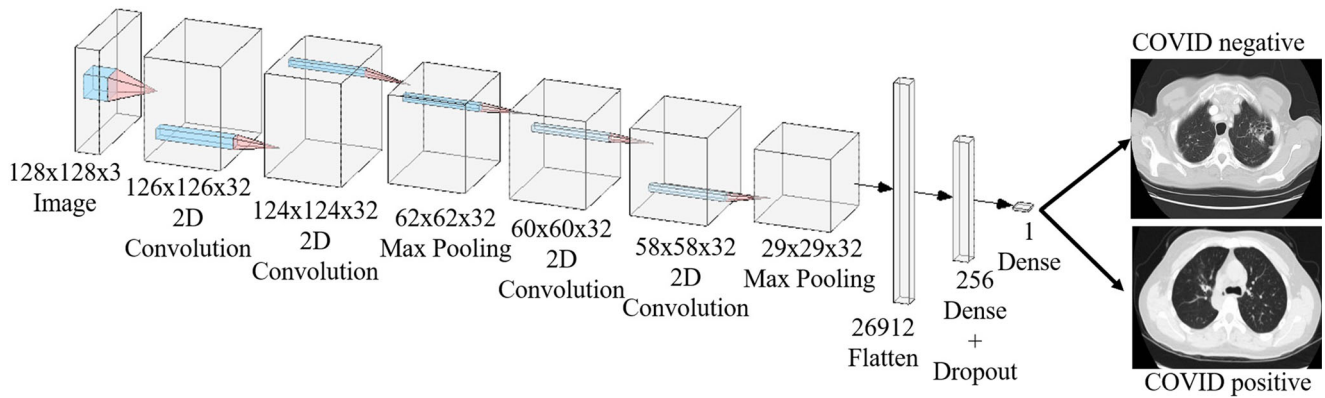 COVID negative
128x128x3
Image
126x126x32
2D
Convolution
124x124x32
2D
Convolution
62x62x32
Max Pooling
60x60x32
2D
Convolution
58x58x32
2D
Convolution
29x29x32
Max Pooling
26912
Flatten
256
Dense
+
Dropout
1
Dense
COVID positive